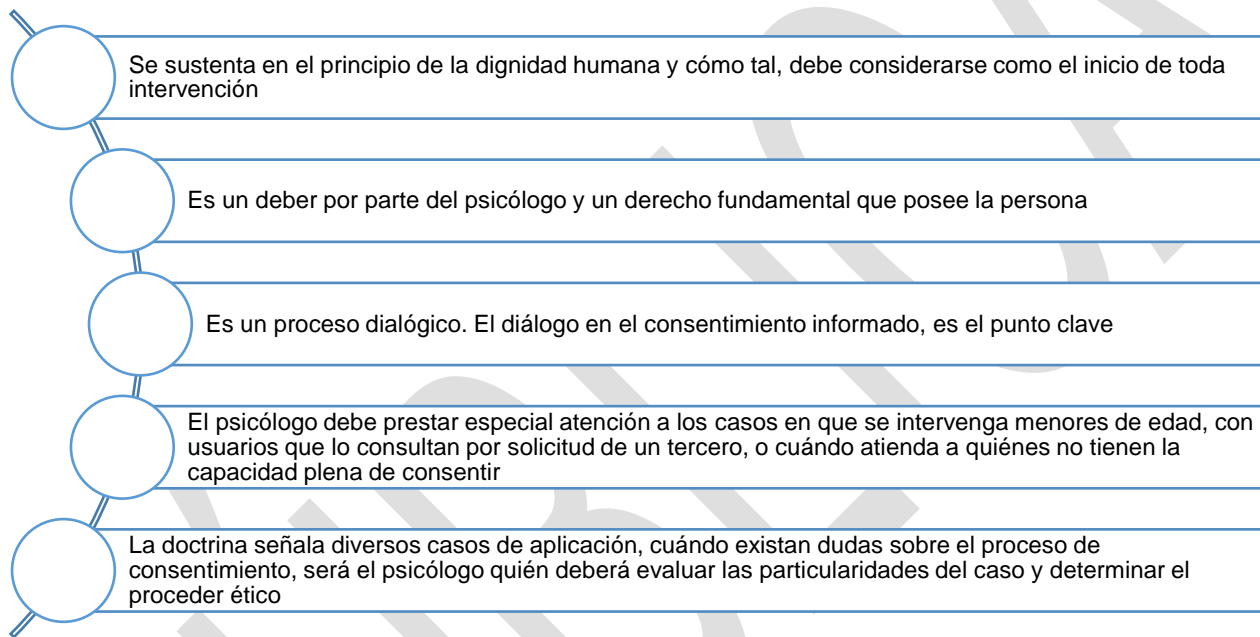 Se sustenta en el principio de la dignidad humana y cómo tal, debe considerarse como el inicio de toda
intervención
Es un deber por parte del psicólogo y un derecho fundamental que posee la persona
Es un proceso dialógico. El diálogo en el consentimiento informado, es el punto clave
El psicólogo debe prestar especial atención a los casos en que se intervenga menores de edad, con
usuarios que lo consultan por solicitud de un tercero, o cuándo atienda a quiénes no tienen la
capacidad plena de consentir
La doctrina señala diversos casos de aplicación, cuándo existan dudas sobre el proceso de
consentimiento, será el psicólogo quién deberá evaluar las particularidades del caso y determinar el
proceder ético